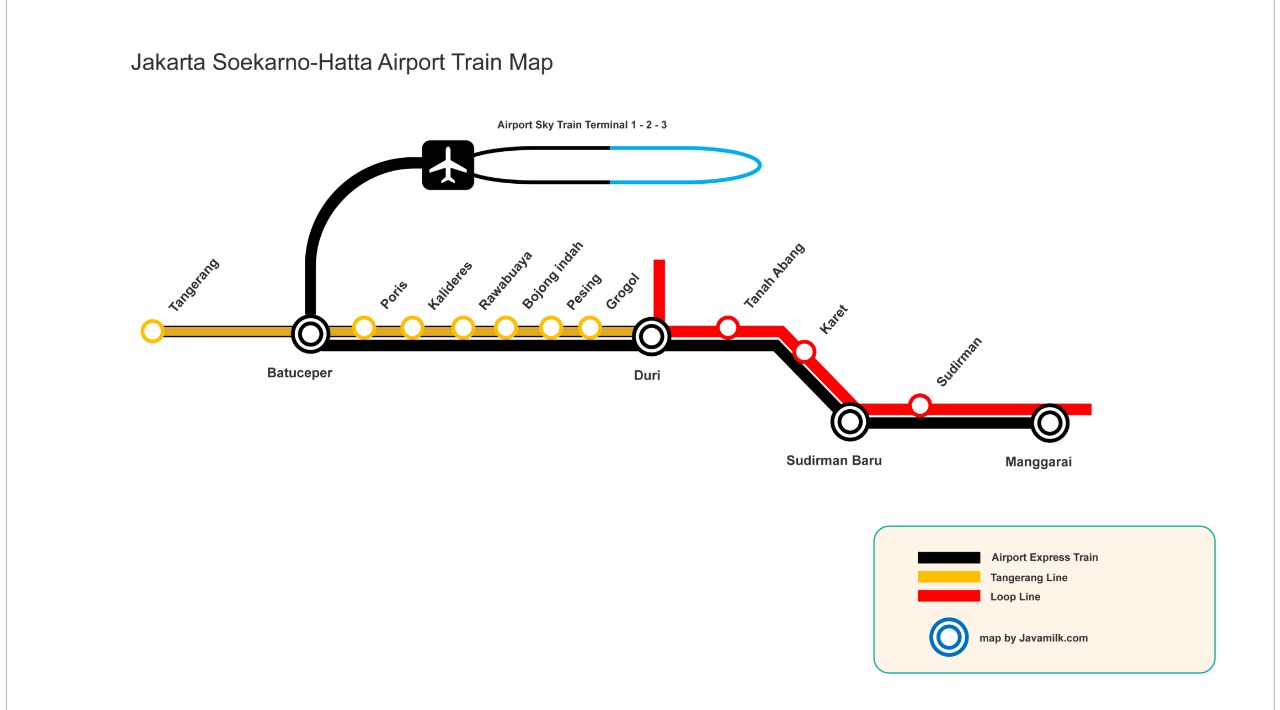 Jakarta Soekarno-Hatta Airport Train Map
Airport Sky Train Terminal 1 - 2 - 3
Tangerang
Poris
Kalideres
Rawabuaya
Bojong indah
Pesing
Grogol
Tanah Abang
Karet
Sudirman
Batuceper
Duri
Sudirman Baru
Manggarai
Airport Express Train
Tangerang Line
Loop Line
map by Javamilk.com